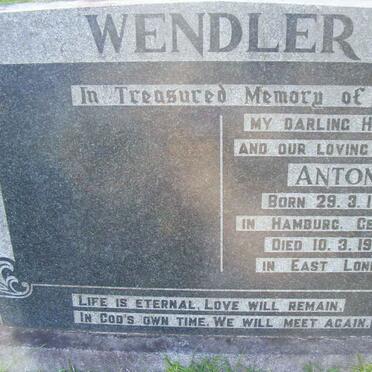 WENDLER
In Treasured Memory of
MY DARLING H
AND OUR LOVING
ANTON
BORN 29.3.1
IN HAMBURG, GE
DIED 10.3.19
IN EAST LON
LIFE IS ETERNAL, LOVE WILL REMAIN,
IN GOD'S OWN TIME, WE WILL MEET AGAIN.